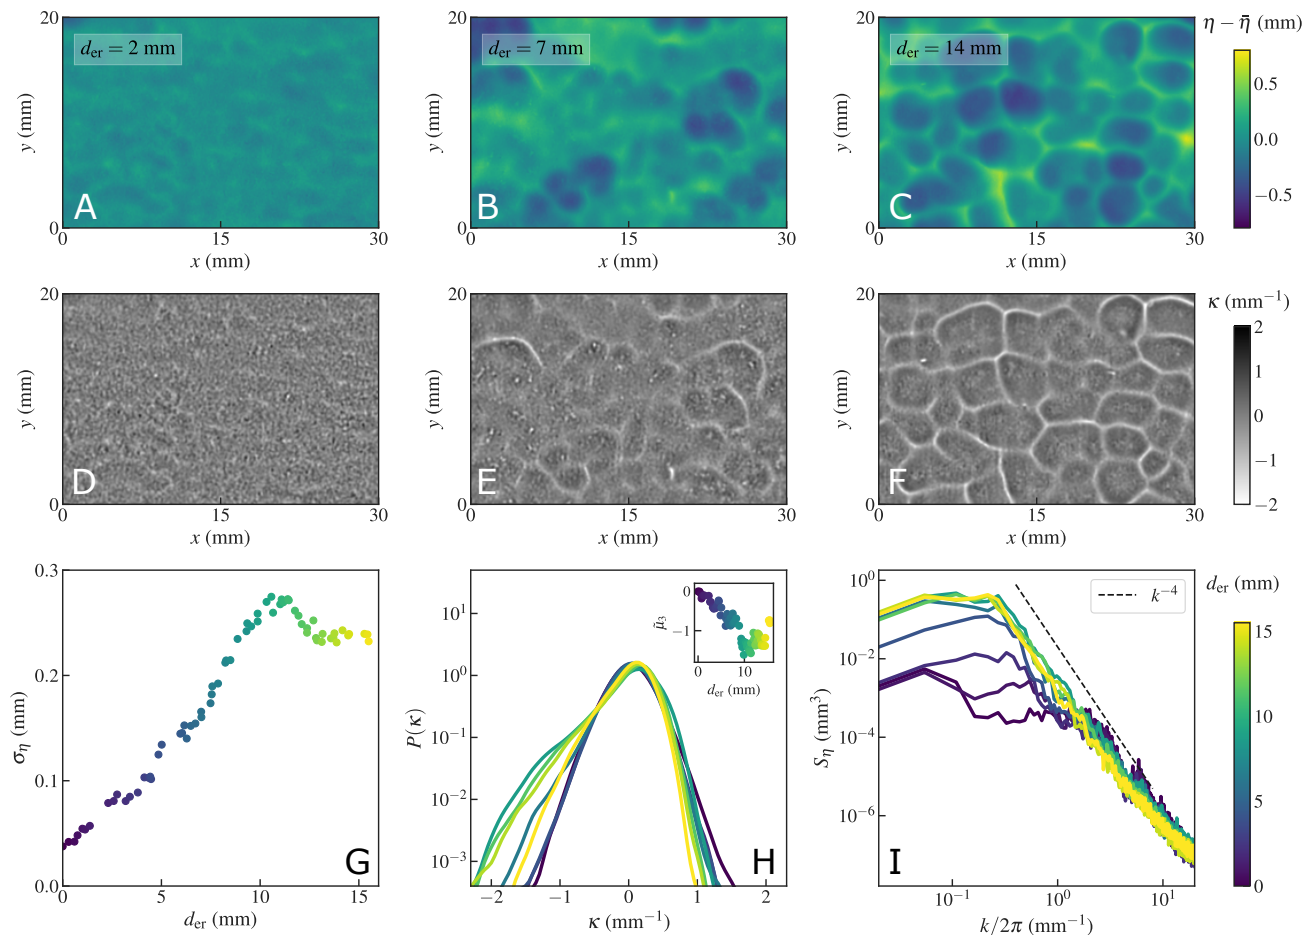 20
y (mm)
0
d_er = 2 mm
A
0
15
30
x (mm)
20
y (mm)
0
d_er = 7 mm
B
0
15
30
x (mm)
20
y (mm)
0
d_er = 14 mm
C
0
15
30
x (mm)
η − η̄ (mm)
0.5
0.0
−0.5
20
y (mm)
0
D
0
15
30
x (mm)
20
y (mm)
0
E
0
15
30
x (mm)
20
y (mm)
0
F
0
15
30
x (mm)
κ (mm⁻¹)
2
1
0
−1
−2
0.3
0.2
0.1
0.0
σ_η (mm)
G
0
5
10
15
d_er (mm)
10¹
10⁰
10⁻¹
10⁻²
10⁻³
P(κ)
0
−1
μ̃₃
0
10
d_er (mm)
H
−2
−1
0
1
2
κ (mm⁻¹)
10⁰
10⁻²
10⁻⁴
10⁻⁶
S_η (mm³)
k⁻⁴
I
10⁻¹
10⁰
10¹
k/2π (mm⁻¹)
d_er (mm)
15
10
5
0